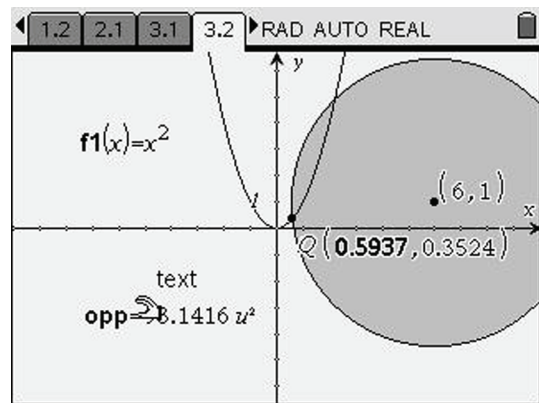 1.2 2.1 3.1 3.2 RAD AUTO REAL
y
f1(x)=x²
(6,1)
x
Q (0.5937,0.3524)
text
opp= 3.1416 u²